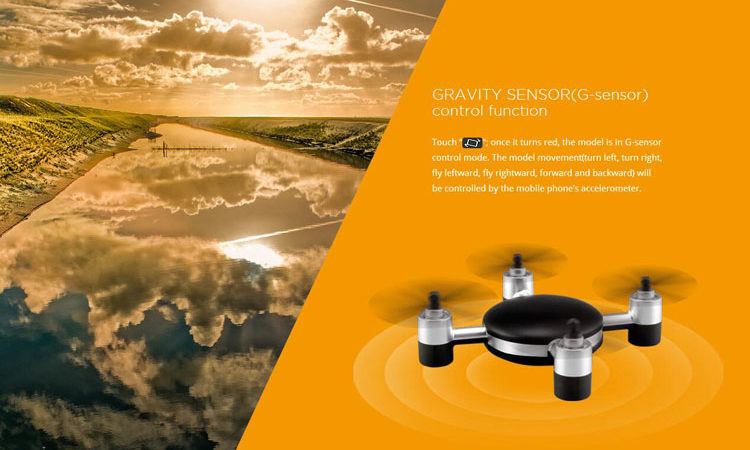 GRAVITY SENSOR(G-sensor)
control function
Touch " "; once it turns red, the model is in G-sensor
control mode. The model movement(turn left, turn right,
fly leftward, fly rightward, forward and backward) will
be controlled by the mobile phone's accelerometer.